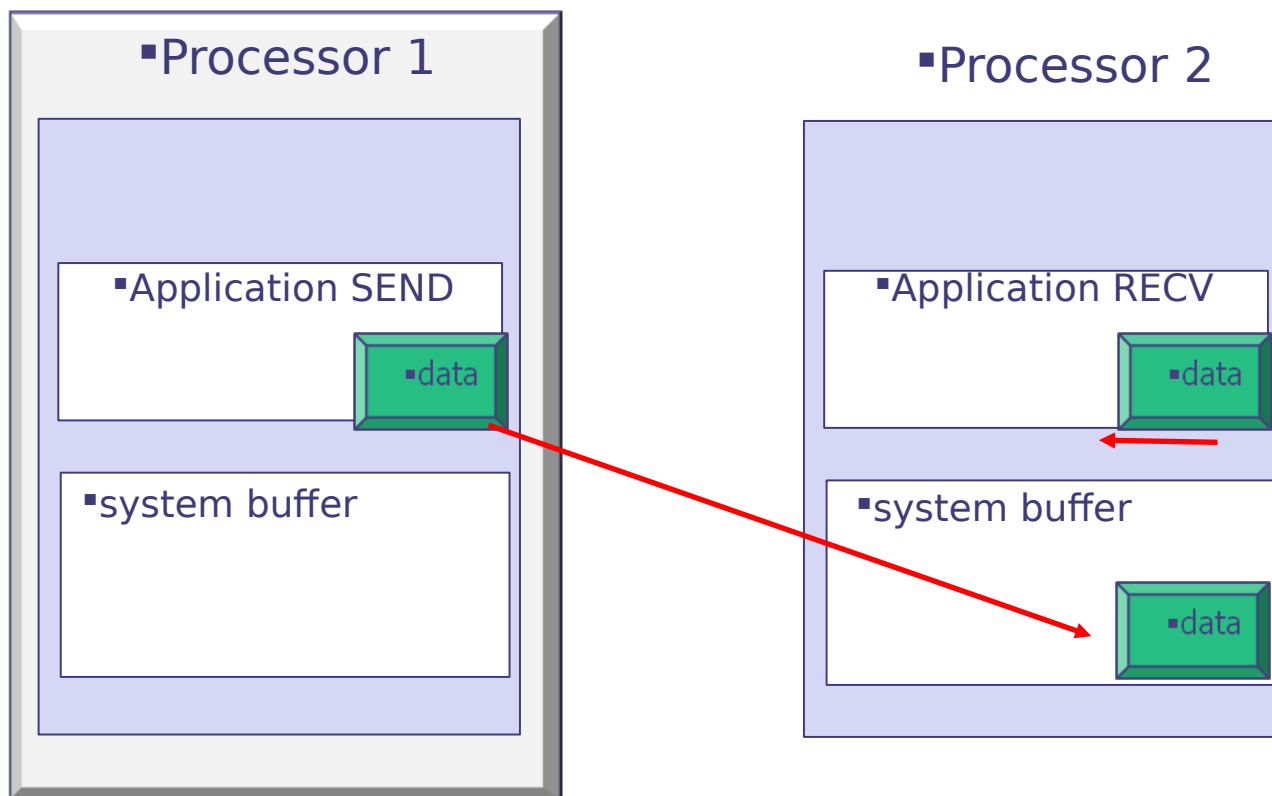 ▪Processor 1
▪Processor 2
▪Application SEND
▪data
▪system buffer
▪Application RECV
▪data
▪system buffer
▪data